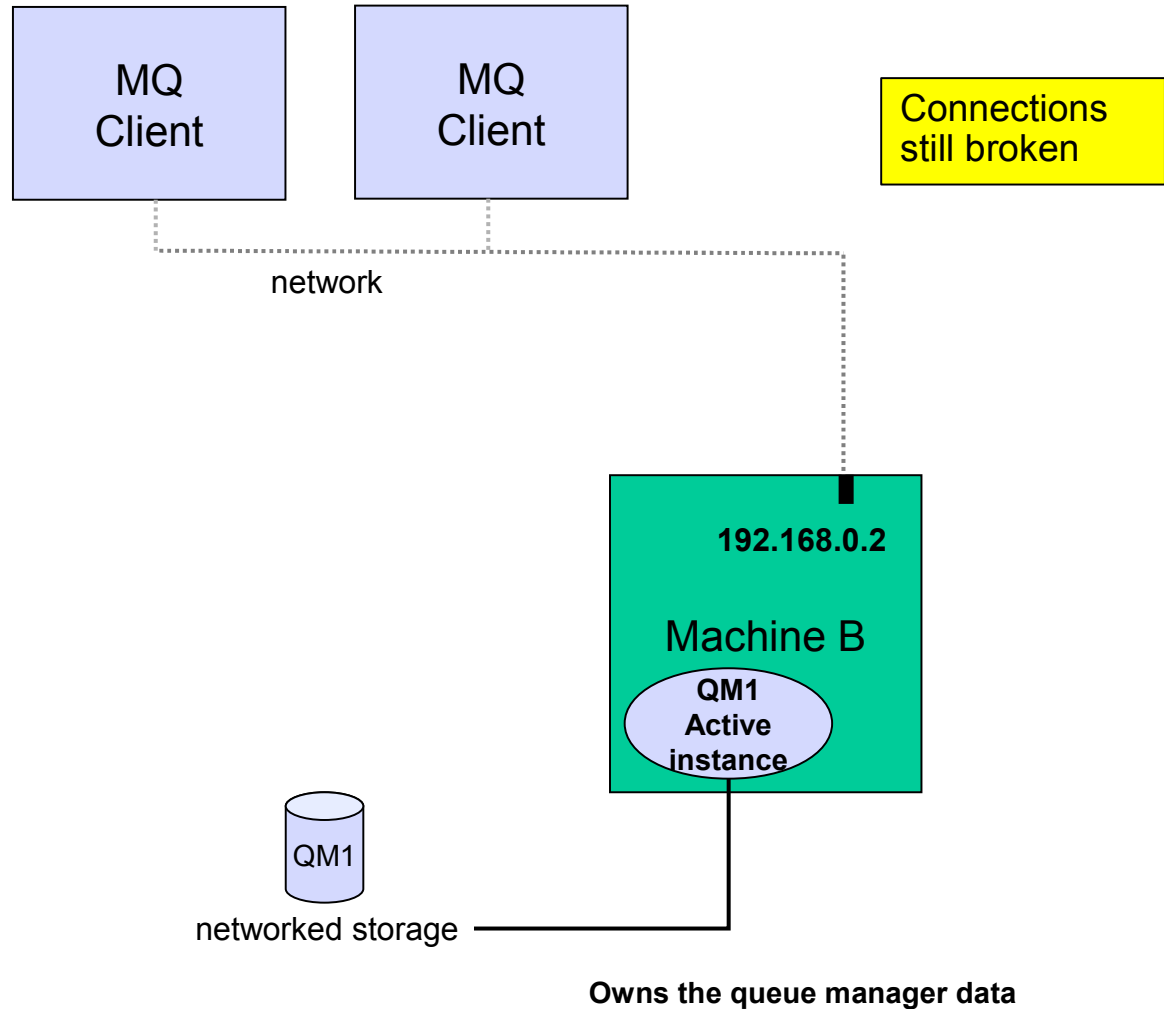 MQ
Client
MQ
Client
Connections
still broken
network
192.168.0.2
Machine B
QM1
Active
instance
QM1
networked storage
Owns the queue manager data